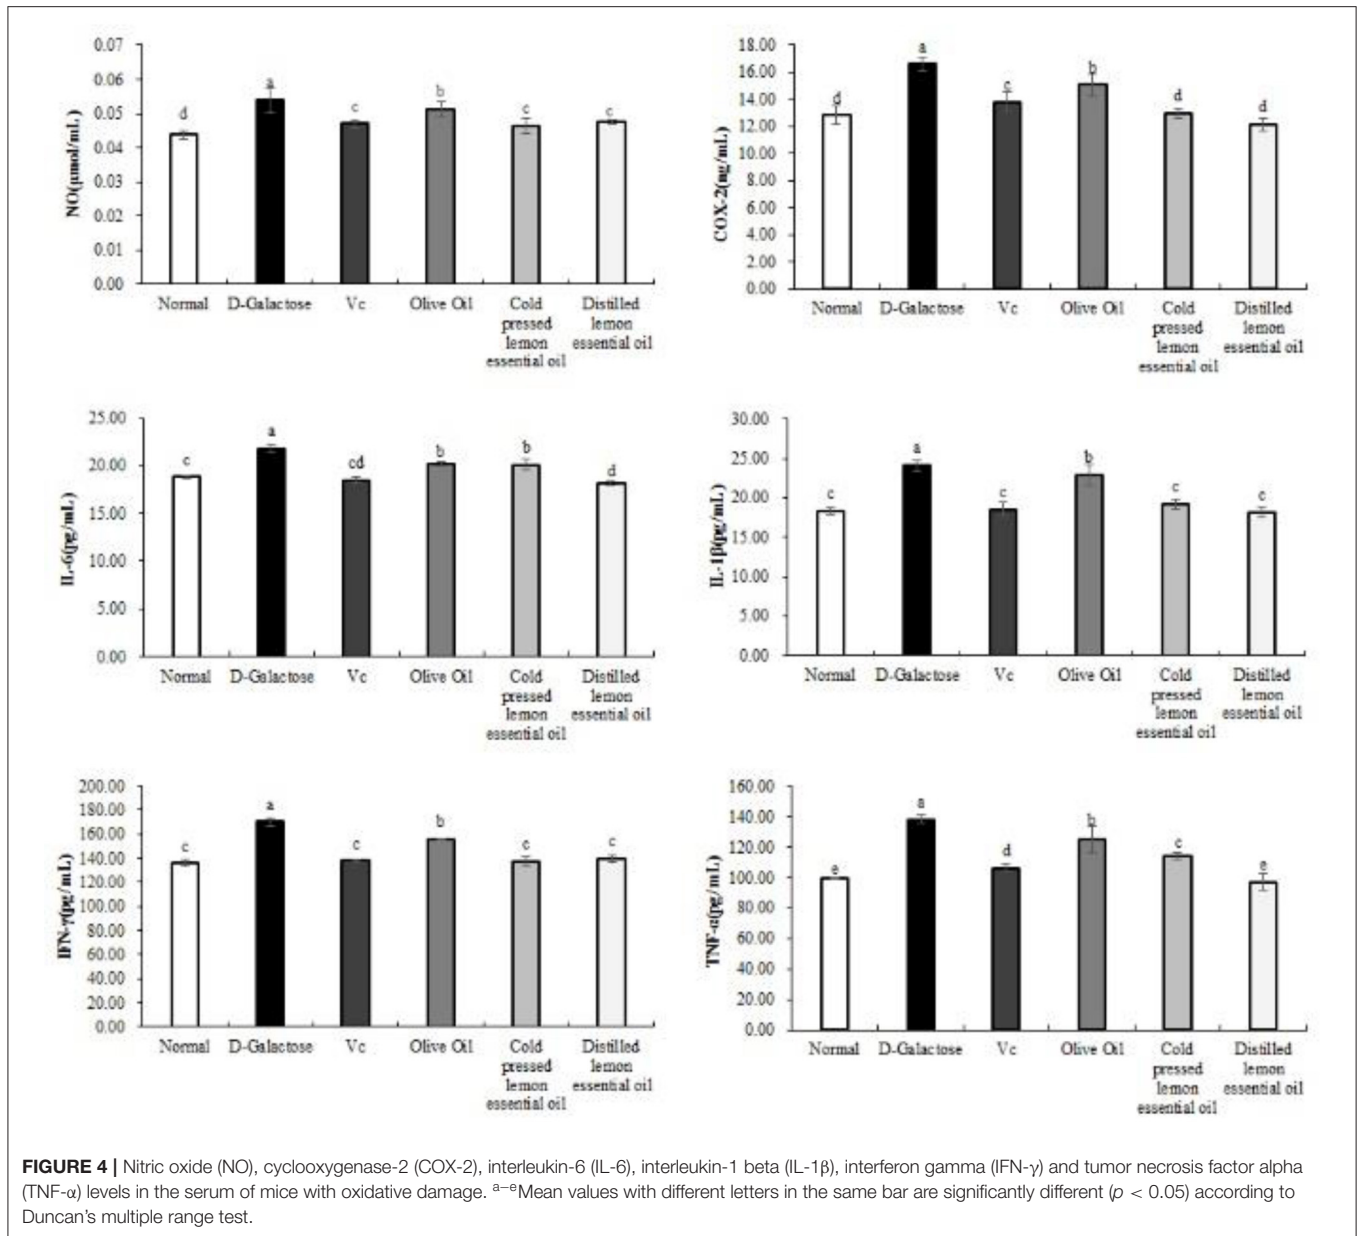 0.07
0.06
0.05
0.04
0.03
0.02
0.01
0.00
NO(μmol/mL)
d
a
c
b
c
c
Normal D-Galactose Vc Olive Oil Cold Distilled
pressed lemon
lemon essential oil
essential oil
18.00
16.00
14.00
12.00
10.00
8.00
6.00
4.00
2.00
0.00
COX-2(ng/mL)
d
a
c
b
d
d
Normal D-Galactose Vc Olive Oil Cold Distilled
pressed lemon
lemon essential oil
essential oil
25.00
20.00
15.00
10.00
5.00
0.00
IL-6(pg/mL)
c
a
cd
b
b
d
Normal D-Galactose Vc Olive Oil Cold Distilled
pressed lemon
lemon essential oil
essential oil
30.00
25.00
20.00
15.00
10.00
5.00
0.00
IL-1β(pg/mL)
c
a
c
b
c
c
Normal D-Galactose Vc Olive Oil Cold Distilled
pressed lemon
lemon essential oil
essential oil
200.00
180.00
160.00
140.00
120.00
100.00
80.00
60.00
40.00
20.00
0.00
IFN-γ(pg/mL)
c
a
c
b
c
c
Normal D-Galactose Vc Olive Oil Cold Distilled
pressed lemon
lemon essential oil
essential oil
160.00
140.00
120.00
100.00
80.00
60.00
40.00
20.00
0.00
TNF-α(pg/mL)
e
a
d
b
c
e
Normal D-Galactose Vc Olive Oil Cold Distilled
pressed lemon
lemon essential oil
essential oil
FIGURE 4 | Nitric oxide (NO), cyclooxygenase-2 (COX-2), interleukin-6 (IL-6), interleukin-1 beta (IL-1β), interferon gamma (IFN-γ) and tumor necrosis factor alpha
(TNF-α) levels in the serum of mice with oxidative damage. a–eMean values with different letters in the same bar are significantly different (p < 0.05) according to
Duncan's multiple range test.